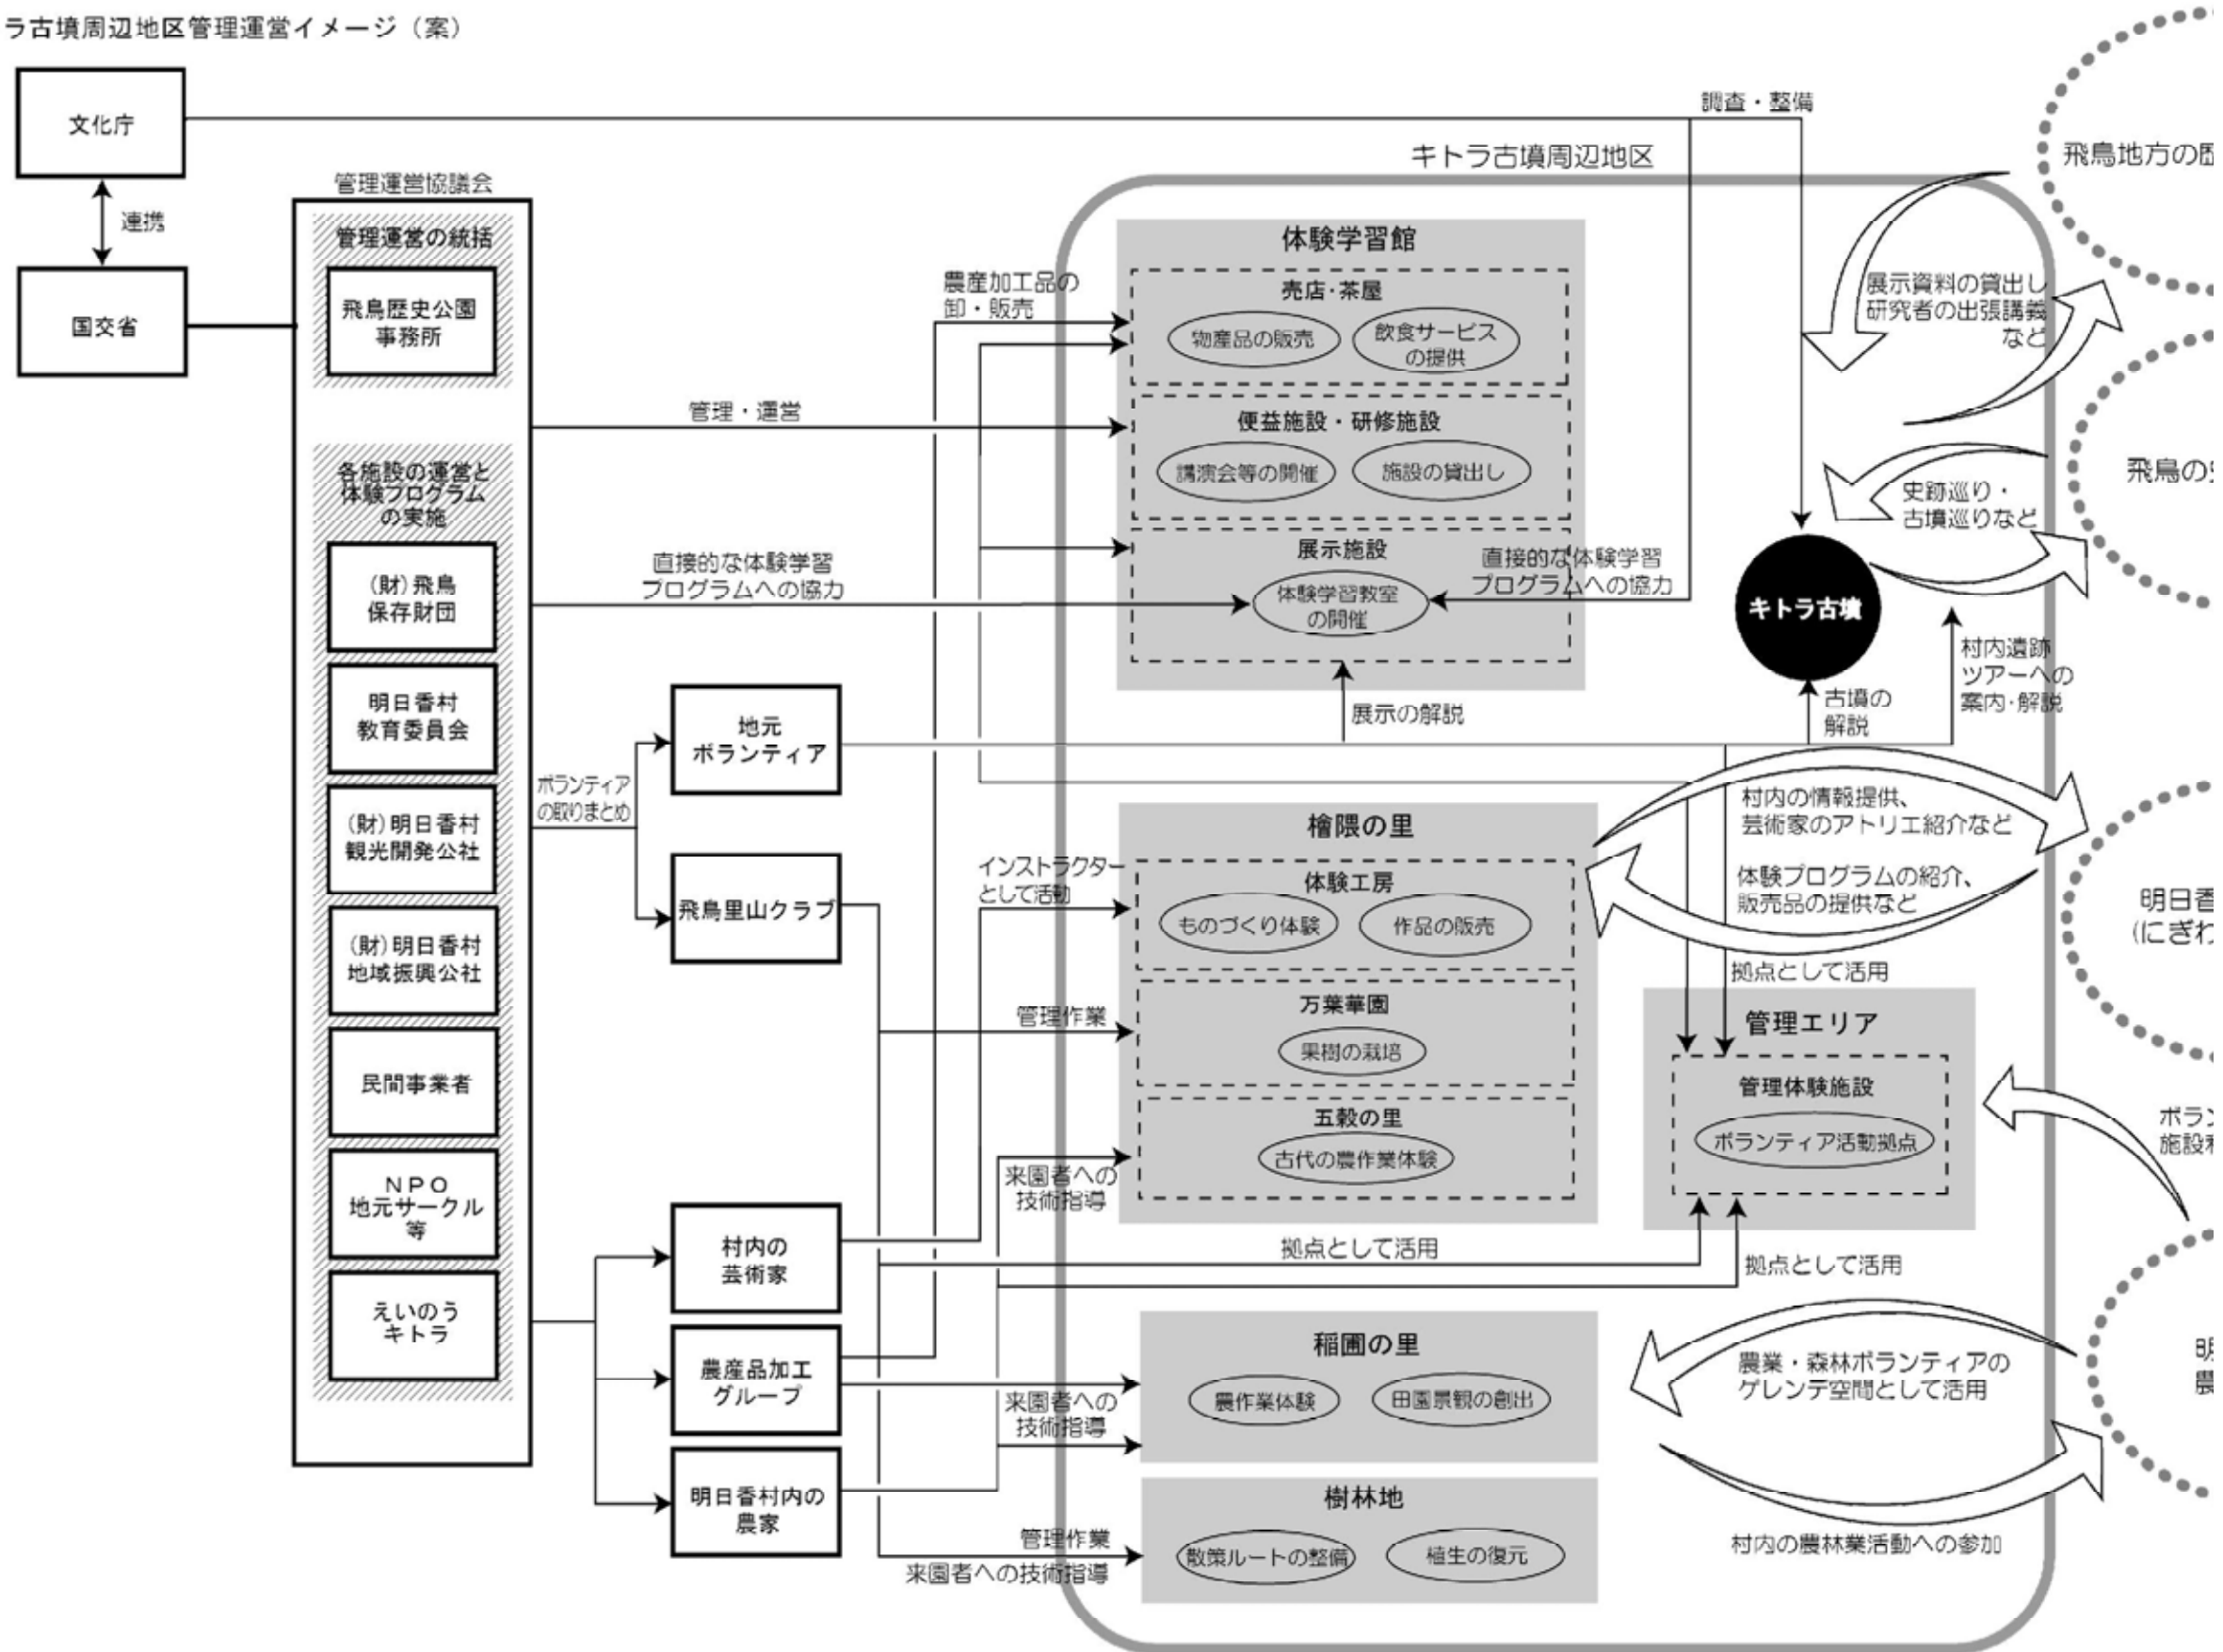 ラ古墳周辺地区管理運営イメージ（案）
文化庁
連携
国交省
管理運営協議会
管理運営の統括
飛鳥歴史公園
事務所
各施設の運営と
体験プログラム
の実施
(財)飛鳥
保存財団
明日香村
教育委員会
(財)明日香村
観光開発公社
(財)明日香村
地域振興公社
民間事業者
NPO
地元サークル
等
えいのう
キトラ
管理・運営
直接的な体験学習
プログラムへの協力
ボランティア
の取りまとめ
地元
ボランティア
飛鳥里山クラブ
村内の
芸術家
農産品加工
グループ
明日香村内の
農家
農産加工品の
卸・販売
インストラクター
として活動
管理作業
来園者への
技術指導
来園者への
技術指導
管理作業
来園者への技術指導
調査・整備
キトラ古墳周辺地区
体験学習館
売店・茶屋
物産品の販売
飲食サービス
の提供
便益施設・研修施設
講演会等の開催
施設の貸出し
展示施設
体験学習教室
の開催
直接的な体験学習
プログラムへの協力
展示の解説
檜隈の里
体験工房
ものづくり体験
作品の販売
万葉華園
果樹の栽培
五穀の里
古代の農作業体験
拠点として活用
稲圃の里
農作業体験
田園景観の創出
樹林地
散策ルートの整備
植生の復元
展示資料の貸出し
研究者の出張講義
など
史跡巡り・
古墳巡りなど
キトラ古墳
古墳の
解説
村内遺跡
ツアーへの
案内・解説
村内の情報提供、
芸術家のアトリエ紹介など
体験プログラムの紹介、
販売品の提供など
拠点として活用
管理エリア
管理体験施設
ボランティア活動拠点
拠点として活用
農業・森林ボランティアの
ゲレンデ空間として活用
村内の農林業活動への参加
飛鳥地方の
飛鳥の
明日香
(にぎわ
ボラン
施設
明
農